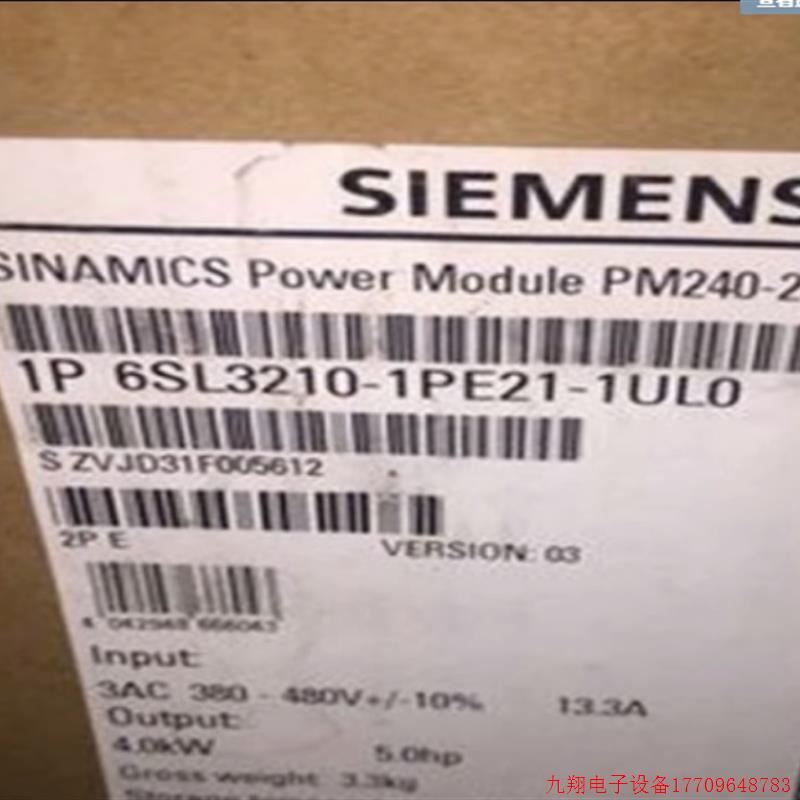 SIEMENS
SINAMICS Power Module PM240-2
1P 6SL3210-1PE21-1UL0
S ZVJD31F005612
2P E VERSION: 03
4 042948 666043
Input:
3AC 380 - 480V+/-10% 13.3A
Output:
4.0kW 5.0hp
Gross weight 3.3kg
九翔电子设备17709648783